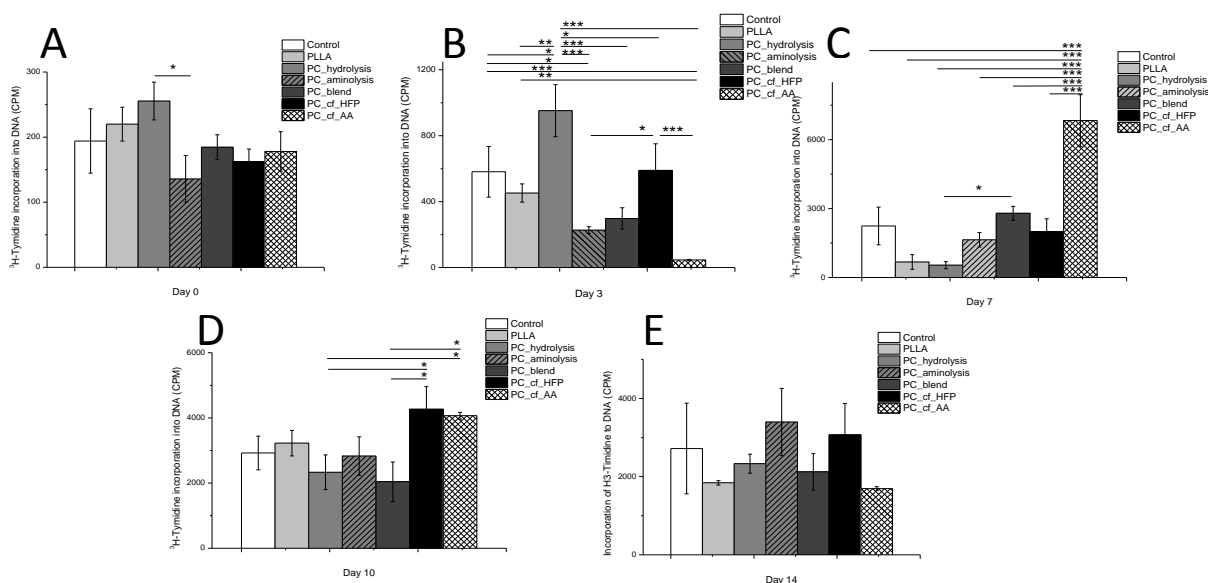 A
Control
PLLA
PC_hydrolysis
PC_aminolysis
PC_blend
PC_cf_HFP
PC_cf_AA
*
300
200
100
0
³H-Tymidine incorporation into DNA (CPM)
Day 0
B
Control
PLLA
PC_hydrolysis
PC_aminolysis
PC_blend
PC_cf_HFP
PC_cf_AA
***
*
** ***
* ***
*
***
**
* ***
1200
800
400
0
³H-Tymidine incorporation into DNA (CPM)
Day 3
C
Control
PLLA
PC_hydrolysis
PC_aminolysis
PC_blend
PC_cf_HFP
PC_cf_AA
***
***
***
***
***
***
*
6000
3000
0
³H-Tymidine incorporation into DNA (CPM)
Day 7
D
Control
PLLA
PC_hydrolysis
PC_aminolysis
PC_blend
PC_cf_HFP
PC_cf_AA
*
*
*
*
6000
4000
2000
0
³H-Tymidine incorporation into DNA (CPM)
Day 10
E
Control
PLLA
PC_hydrolysis
PC_aminolysis
PC_blend
PC_cf_HFP
PC_cf_AA
6000
4000
2000
0
Incorporation of H3-Timidine to DNA (CPM)
Day 14